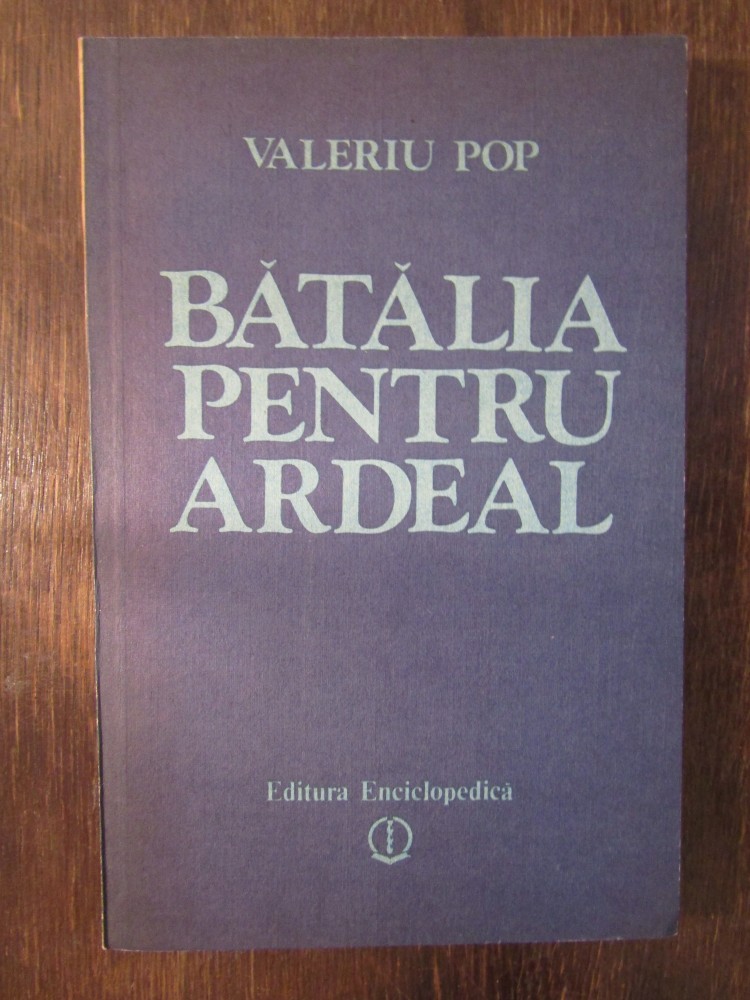 VALERIU POP
BĂTĂLIA
PENTRU
ARDEAL
Editura Enciclopedică